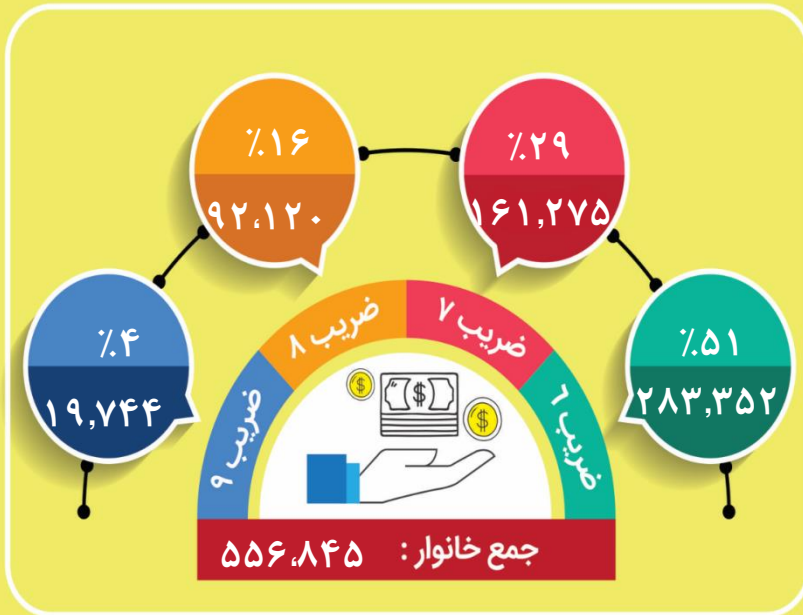 ٪۲۹
۱۶۱,۲۷۵
٪۱۶
۹۲،۱۲۰
٪۵۱
۲۸۳,۳۵۲
٪۴
۱۹,۷۴۴
ضریب ۶
ضریب ۷
ضریب ۸
ضریب ۹
جمع خانوار : ۵۵۶،۸۴۵